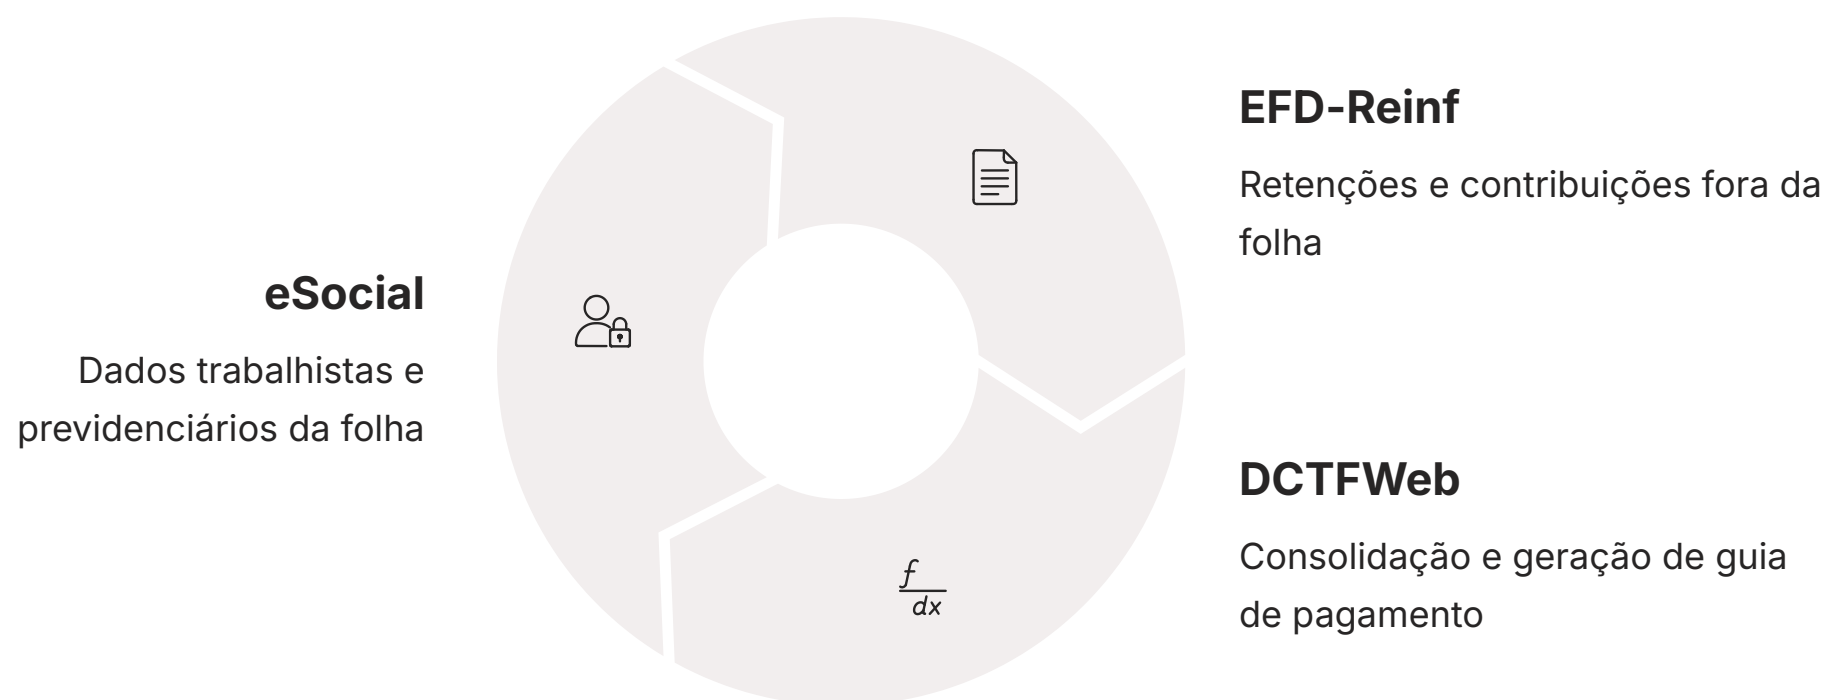 EFD-Reinf
Retenções e contribuições fora da
folha
eSocial
Dados trabalhistas e
previdenciários da folha
DCTFWeb
Consolidação e geração de guia
de pagamento
f
dx